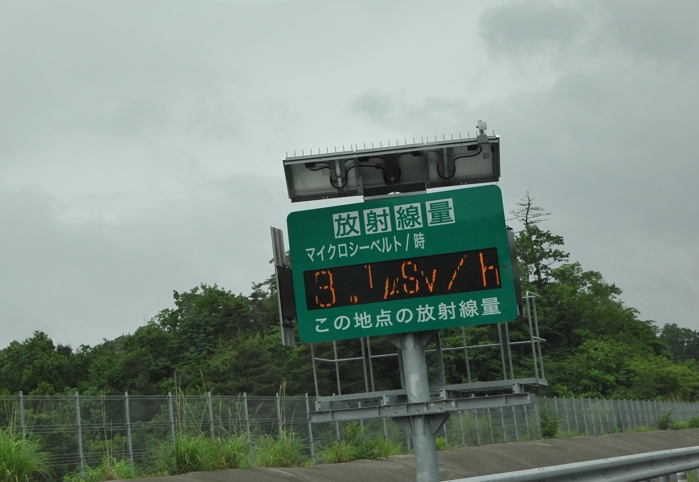 放射線量
マイクロシーベルト/時
3.1μSv/h
この地点の放射線量